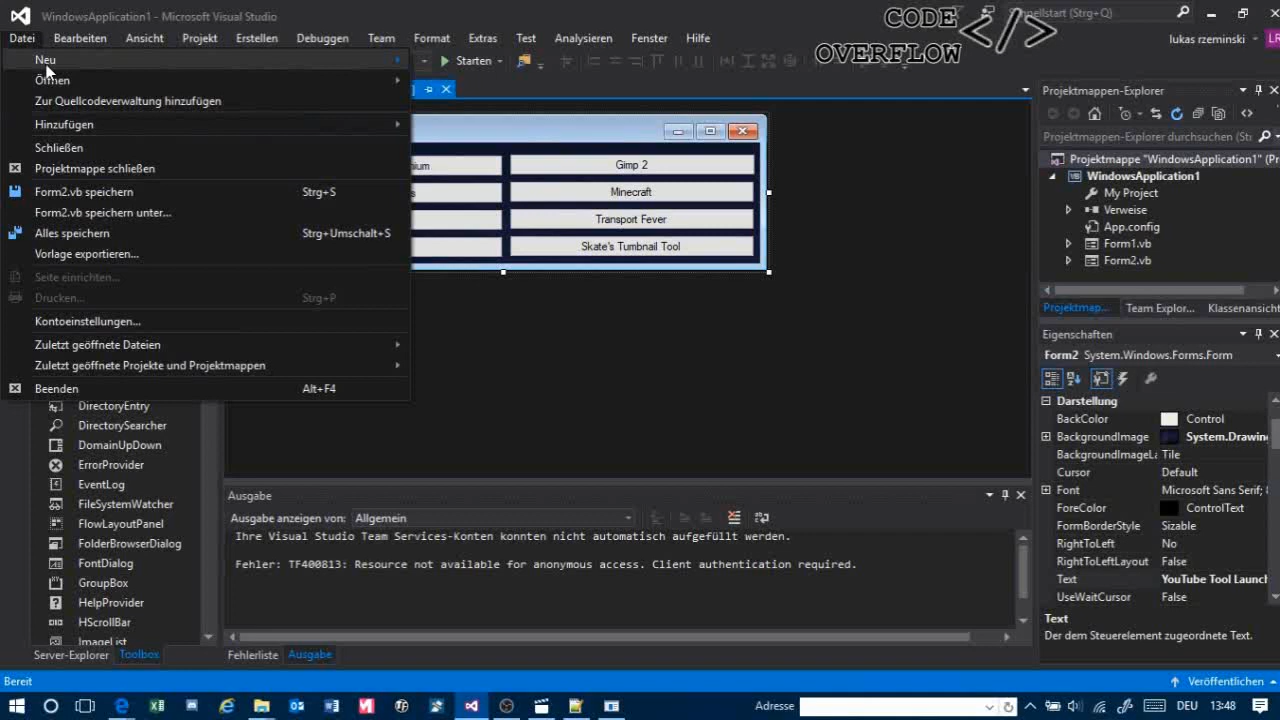 WindowsApplication1 - Microsoft Visual Studio
Schnellstart (Strg+Q)
CODE </>
OVERFLOW
Datei Bearbeiten Ansicht Projekt Erstellen Debuggen Team Format Extras Test Analysieren Fenster Hilfe
lukas rzeminski LR
Starten
Neu
Öffnen
Zur Quellcodeverwaltung hinzufügen
Hinzufügen
Schließen
Projektmappe schließen
Form2.vb speichern Strg+S
Form2.vb speichern unter...
Alles speichern Strg+Umschalt+S
Vorlage exportieren...
Seite einrichten...
Drucken... Strg+P
Kontoeinstellungen...
Zuletzt geöffnete Dateien
Zuletzt geöffnete Projekte und Projektmappen
Beenden Alt+F4
Gimp 2
Minecraft
Transport Fever
Skate's Tumbnail Tool
DirectoryEntry
DirectorySearcher
DomainUpDown
ErrorProvider
EventLog
FileSystemWatcher
FlowLayoutPanel
FolderBrowserDialog
FontDialog
GroupBox
HelpProvider
HScrollBar
ImageList
Server-Explorer Toolbox
Ausgabe
Ausgabe anzeigen von: Allgemein
Ihre Visual Studio Team Services-Konten konnten nicht automatisch aufgefüllt werden.
Fehler: TF400813: Resource not available for anonymous access. Client authentication required.
Fehlerliste Ausgabe
Projektmappen-Explorer
Projektmappen-Explorer durchsuchen (Strg
Projektmappe "WindowsApplication1" (Pr
WindowsApplication1
My Project
Verweise
App.config
Form1.vb
Form2.vb
Projektmap... Team Explor... Klassenansicht
Eigenschaften
Form2 System.Windows.Forms.Form
Darstellung
BackColor Control
BackgroundImage System.Drawing
BackgroundImageLa Tile
Cursor Default
Font Microsoft Sans Serif; 8
ForeColor ControlText
FormBorderStyle Sizable
RightToLeft No
RightToLeftLayout False
Text YouTube Tool Launch
UseWaitCursor False
Text
Der dem Steuerelement zugeordnete Text.
Bereit
Veröffentlichen
Adresse
DEU 13:48